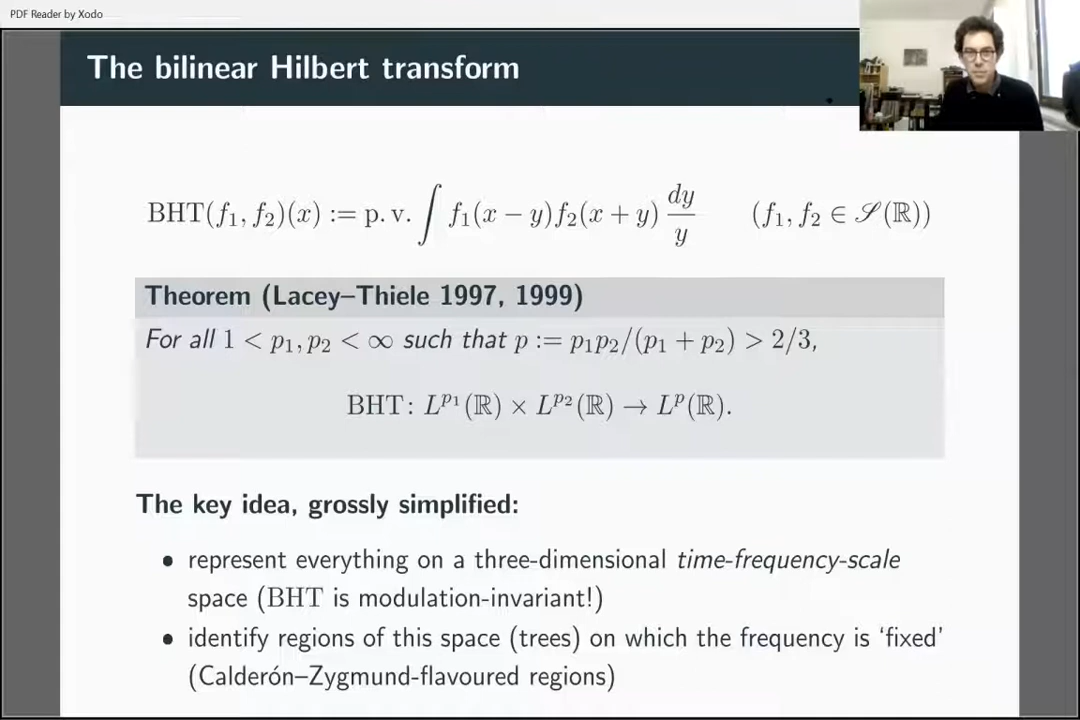 PDF Reader by Xodo
The bilinear Hilbert transform
BHT(f₁, f₂)(x) := p. v. ∫ f₁(x − y)f₂(x + y) dy/y (f₁, f₂ ∈ 𝒮(ℝ))
Theorem (Lacey–Thiele 1997, 1999)
For all 1 < p₁, p₂ < ∞ such that p := p₁p₂/(p₁ + p₂) > 2/3,
BHT: L^{p₁}(ℝ) × L^{p₂}(ℝ) → L^p(ℝ).
The key idea, grossly simplified:
• represent everything on a three-dimensional time-frequency-scale
space (BHT is modulation-invariant!)
• identify regions of this space (trees) on which the frequency is ‘fixed’
(Calderón–Zygmund-flavoured regions)